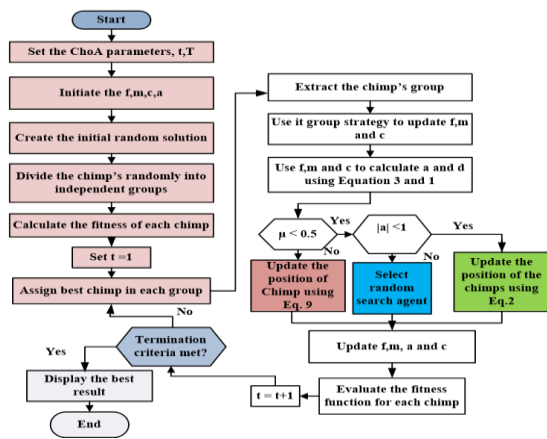 Start
Set the ChoA parameters, t,T
Initiate the f,m,c,a
Create the initial random solution
Divide the chimp's randomly into
independent groups
Calculate the fitness of each chimp
Set t =1
Assign best chimp in each group
Extract the chimp's group
Use it group strategy to update f,m
and c
Use f,m and c to calculate a and d
using Equation 3 and 1
μ < 0.5
Yes
|a| <1
Yes
No
No
Update the
position of
Chimp using
Eq. 9
Select
random
search agent
Update the
position of the
chimps using
Eq.2
Update f,m, a and c
Evaluate the fitness
function for each chimp
t = t+1
No
Termination
criteria met?
Yes
Display the best
result
End